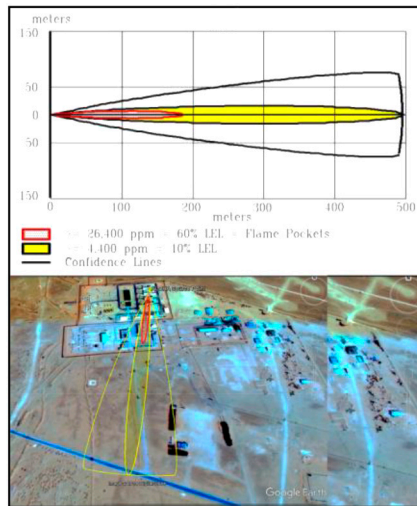 meters
150
50
0
50
150
0 100 200 300 400 500
meters
>= 26,400 ppm = 60% LEL = Flame Pockets
>= 4,400 ppm = 10% LEL
Confidence Lines
Google Earth